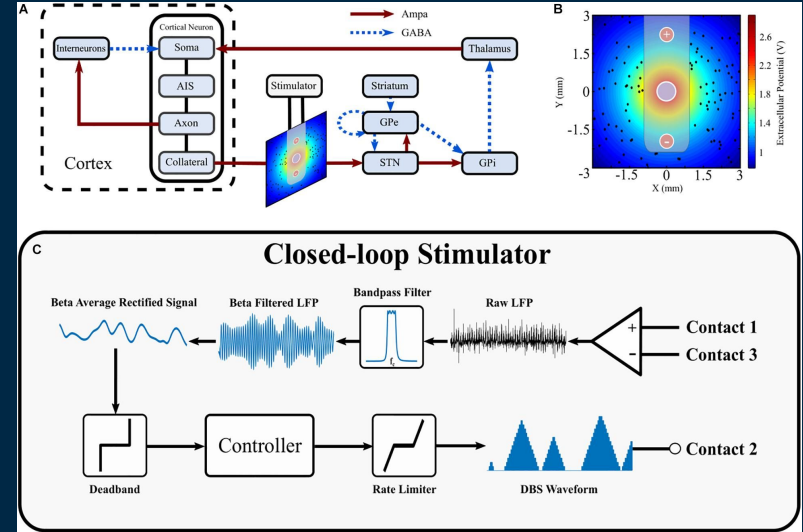 A
Ampa
GABA
Cortical Neuron
Interneurons
Soma
Thalamus
AIS
Stimulator
Striatum
Axon
GPe
Cortex
Collateral
STN
GPi
B
3
1.5
0
-1.5
-3
-3
-1.5
0
1.5
3
Y (mm)
X (mm)
+
-
2.6
2.2
1.8
1.4
1
Extracellular Potential (V)
C
Closed-loop Stimulator
Beta Average Rectified Signal
Beta Filtered LFP
Bandpass Filter
Raw LFP
fc
+
-
Contact 1
Contact 3
Controller
Contact 2
Deadband
Rate Limiter
DBS Waveform